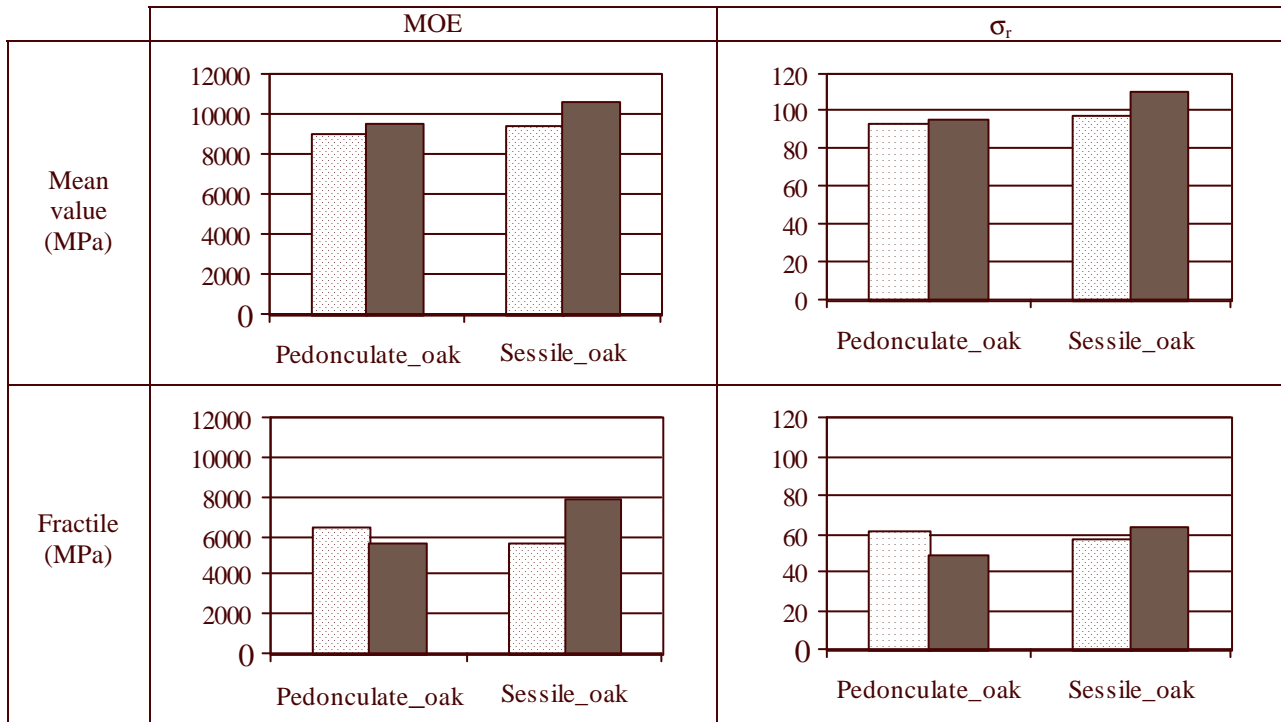 MOE
σr
Mean
value
(MPa)
12000
10000
8000
6000
4000
2000
0
Pedonculate_oak
Sessile_oak
120
100
80
60
40
20
0
Pedonculate_oak
Sessile_oak
Fractile
(MPa)
12000
10000
8000
6000
4000
2000
0
Pedonculate_oak
Sessile_oak
120
100
80
60
40
20
0
Pedonculate_oak
Sessile_oak